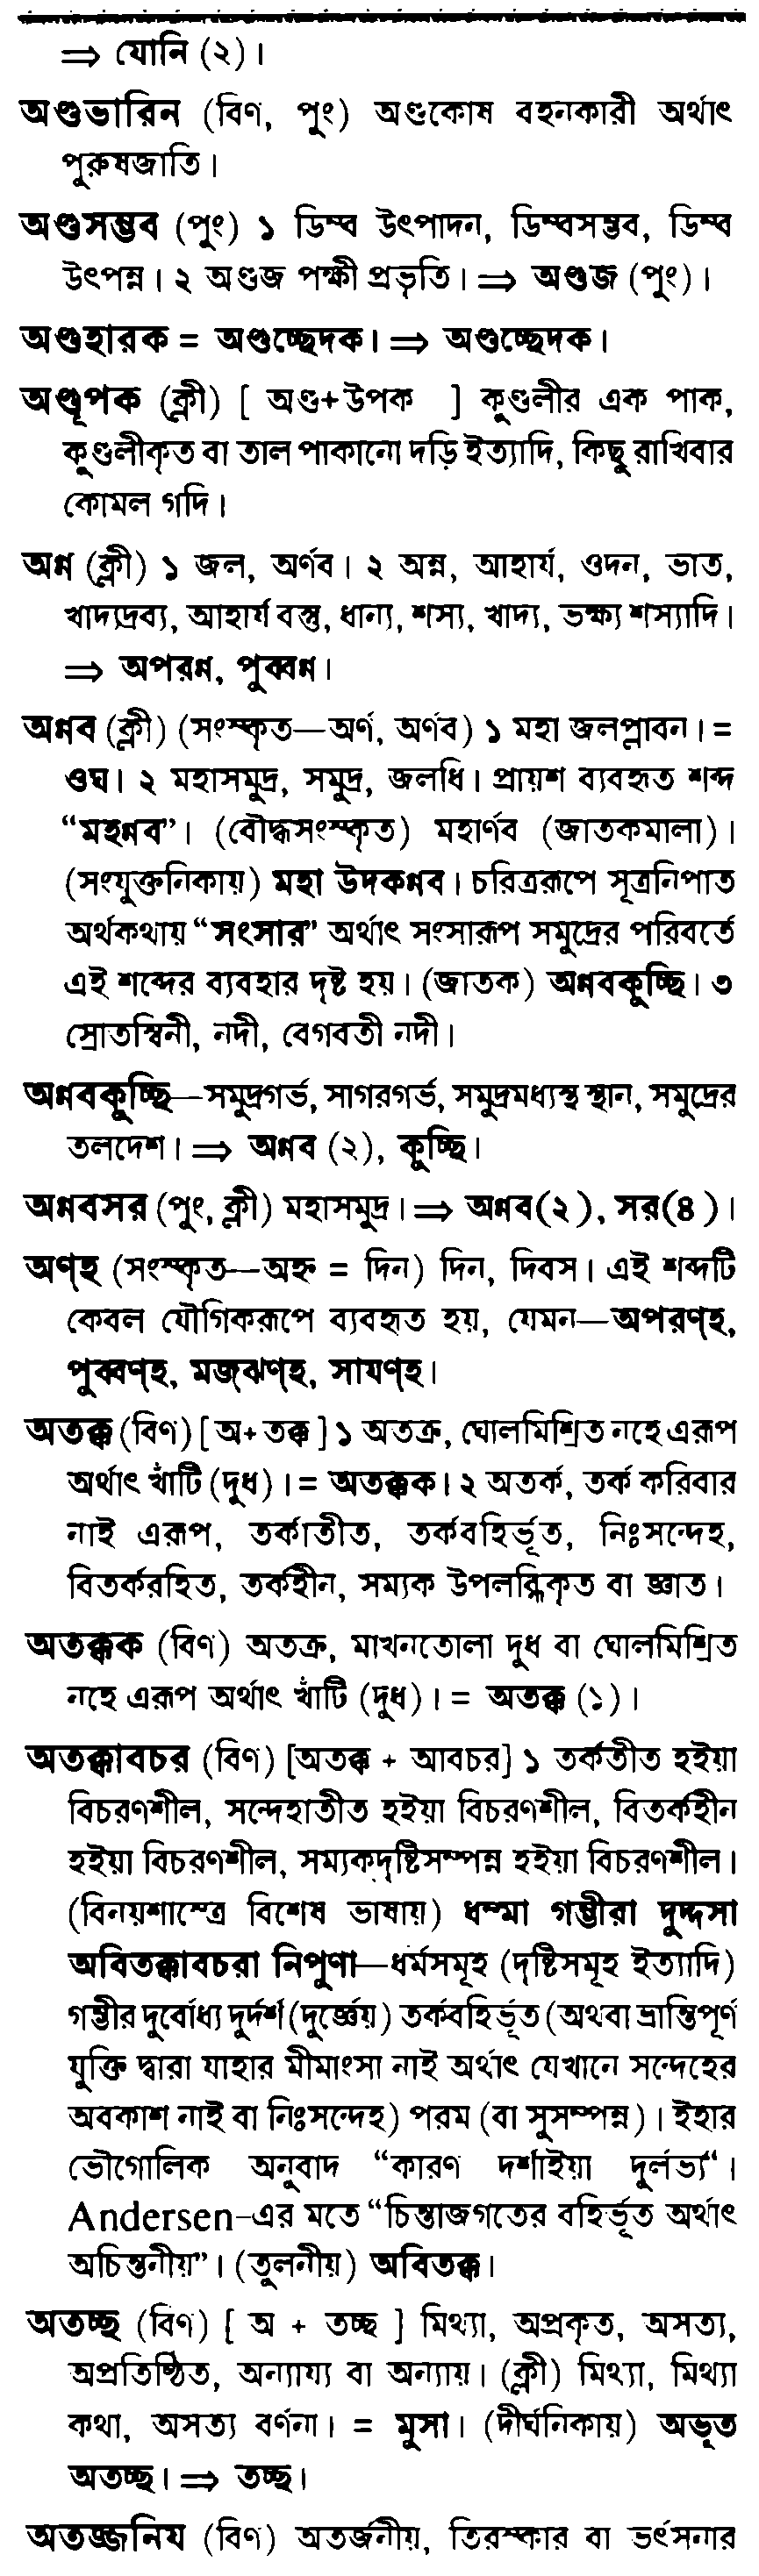 ⇒ যোনি (২)।
অণ্ডভারিন (বিণ, পুং) অণ্ডকোষ বহনকারী অর্থাৎ
পুরুষজাতি।
অণ্ডসম্ভব (পুং) ১ ডিম্ব উৎপাদন, ডিম্বসম্ভব, ডিম্ব
উৎপন্ন। ২ অণ্ডজ পক্ষী প্রভৃতি। ⇒ অণ্ডজ (পুং)।
অণ্ডহারক = অণ্ডচ্ছেদক। ⇒ অণ্ডচ্ছেদক।
অণ্ডূপক (ক্লী) [ অণ্ড+উপক ] কুণ্ডলীর এক পাক,
কুণ্ডলীকৃত বা তাল পাকানো দড়ি ইত্যাদি, কিছু রাখিবার
কোমল গদি।
অণ্ণ (ক্লী) ১ জল, অর্ণব। ২ অন্ন, আহার্য, ওদন, ভাত,
খাদ্যদ্রব্য, আহার্য বস্তু, ধান্য, শস্য, খাদ্য, ভক্ষ্য শস্যাদি।
⇒ অপরণ্ণ, পুব্বণ্ণ।
অণ্ণব (ক্লী) (সংস্কৃত—অর্ণ, অর্ণব) ১ মহা জলপ্লাবন। =
ওঘ। ২ মহাসমুদ্র, সমুদ্র, জলধি। প্রায়শ ব্যবহৃত শব্দ
“মহণ্ণব”। (বৌদ্ধসংস্কৃত) মহার্ণব (জাতকমালা)।
(সংযুক্তনিকায়) মহা উদকণ্ণব। চরিত্ররূপে সূত্রনিপাত
অর্থকথায় “সংসার” অর্থাৎ সংসারূপ সমুদ্রের পরিবর্তে
এই শব্দের ব্যবহার দৃষ্ট হয়। (জাতক) অণ্ণবকুচ্ছি। ৩
স্রোতস্বিনী, নদী, বেগবতী নদী।
অণ্ণবকুচ্ছি—সমুদ্রগর্ভ, সাগরগর্ভ, সমুদ্রমধ্যস্থ স্থান, সমুদ্রের
তলদেশ। ⇒ অণ্ণব (২), কুচ্ছি।
অণ্ণবসর (পুং, ক্লী) মহাসমুদ্র। ⇒ অণ্ণব(২), সর(৪)।
অণ্হ (সংস্কৃত—অহ্ন = দিন) দিন, দিবস। এই শব্দটি
কেবল যৌগিকরূপে ব্যবহৃত হয়, যেমন—অপরণ্হ,
পুব্বণ্হ, মজ্ঝণ্হ, সাযণ্হ।
অতক্ক (বিণ) [ অ+ তক্ক ] ১ অতক্র, ঘোলমিশ্রিত নহে এরূপ
অর্থাৎ খাঁটি (দুধ)। = অতক্কক। ২ অতর্ক, তর্ক করিবার
নাই এরূপ, তর্কাতীত, তর্কবহির্ভূত, নিঃসন্দেহ,
বিতর্করহিত, তর্কহীন, সম্যক উপলব্ধিকৃত বা জ্ঞাত।
অতক্কক (বিণ) অতক্র, মাখনতোলা দুধ বা ঘোলমিশ্রিত
নহে এরূপ অর্থাৎ খাঁটি (দুধ)। = অতক্ক (১)।
অতক্কাবচর (বিণ) [অতক্ক + আবচর] ১ তর্কতীত হইয়া
বিচরণশীল, সন্দেহাতীত হইয়া বিচরণশীল, বিতর্কহীন
হইয়া বিচরণশীল, সম্যকদৃষ্টিসম্পন্ন হইয়া বিচরণশীল।
(বিনয়শাস্ত্রে বিশেষ ভাষায়) ধম্মা গম্ভীরা দুদ্দসা
অবিতক্কাবচরা নিপুণা—ধর্মসমূহ (দৃষ্টিসমূহ ইত্যাদি)
গম্ভীর দুর্বোধ্য দুর্দর্শ (দুর্জ্ঞেয়) তর্কবহির্ভূত (অথবা ভ্রান্তিপূর্ণ
যুক্তি দ্বারা যাহার মীমাংসা নাই অর্থাৎ যেখানে সন্দেহের
অবকাশ নাই বা নিঃসন্দেহ) পরম (বা সুসম্পন্ন)। ইহার
ভৌগোলিক অনুবাদ “কারণ দর্শাইয়া দুর্লভ্য“।
Andersen-এর মতে “চিন্তাজগতের বহির্ভূত অর্থাৎ
অচিন্তনীয়”। (তুলনীয়) অবিতক্ক।
অতচ্ছ (বিণ) [ অ + তচ্ছ ] মিথ্যা, অপ্রকৃত, অসত্য,
অপ্রতিষ্ঠিত, অন্যায্য বা অন্যায়। (ক্লী) মিথ্যা, মিথ্যা
কথা, অসত্য বর্ণনা। = মুসা। (দীর্ঘনিকায়) অভূত
অতচ্ছ। ⇒ তচ্ছ।
অতজ্জনিয (বিণ) অতর্জনীয়, তিরস্কার বা ভর্ৎসনার